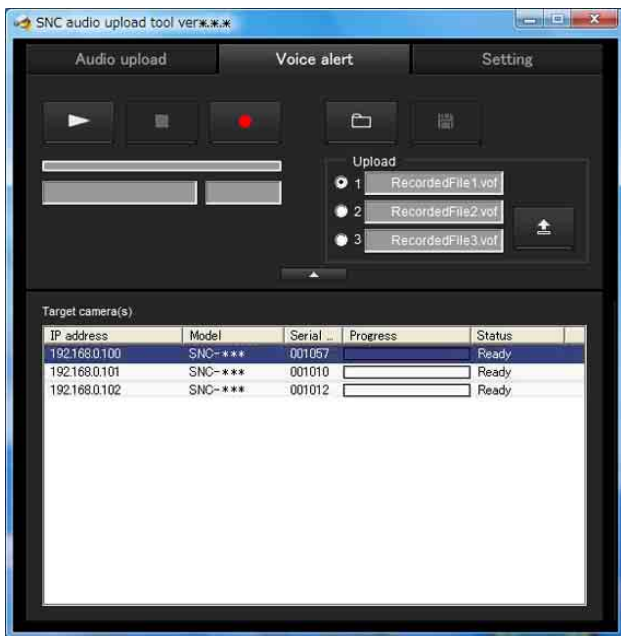 SNC audio upload tool ver*.*.*
Audio upload Voice alert Setting
Upload
1 RecordedFile1.vof
2 RecordedFile2.vof
3 RecordedFile3.vof
Target camera(s)
IP address Model Serial ... Progress Status
192.168.0.100 SNC-*** 001057 Ready
192.168.0.101 SNC-*** 001010 Ready
192.168.0.102 SNC-*** 001012 Ready